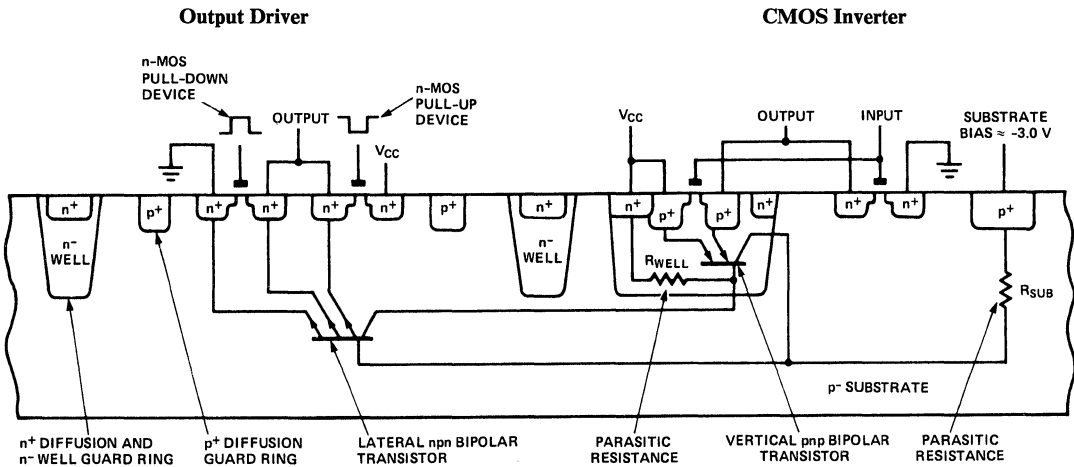 Output Driver
CMOS Inverter
n-MOS
PULL-DOWN
DEVICE
OUTPUT
n-MOS
PULL-UP
DEVICE
VCC
VCC
OUTPUT
INPUT
SUBSTRATE
BIAS ≈ -3.0 V
n+
n-
WELL
p+
n+
n+
n+
n+
p+
n+
n-
WELL
n+
p+
p+
n+
n+
n+
p+
RWELL
RSUB
p- SUBSTRATE
n+ DIFFUSION AND
n- WELL GUARD RING
p+ DIFFUSION
GUARD RING
LATERAL npn BIPOLAR
TRANSISTOR
PARASITIC
RESISTANCE
VERTICAL pnp BIPOLAR
TRANSISTOR
PARASITIC
RESISTANCE